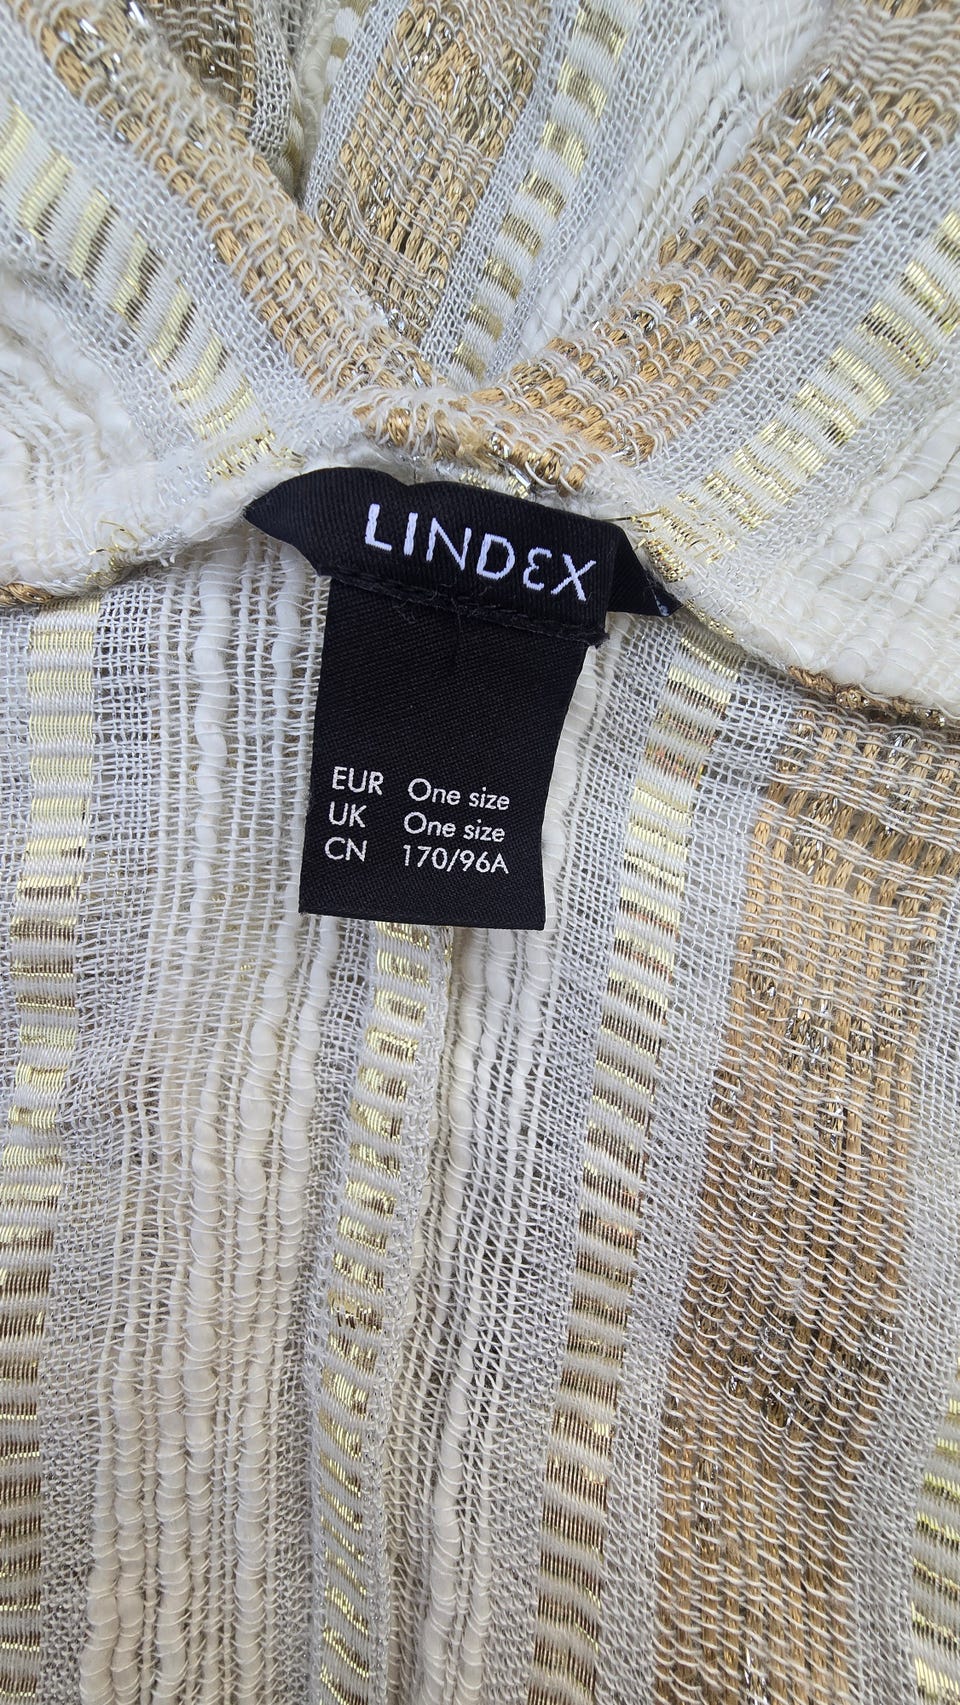 LINDEX
EUR One size
UK One size
CN 170/96A